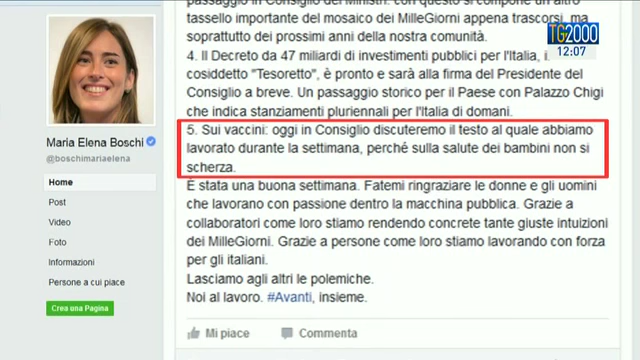 passaggio in Consiglio dei Ministri: con questo si compone un altro
tassello importante del mosaico dei MilleGiorni appena trascorsi, ma
soprattutto dei prossimi anni della nostra comunità.
4. Il Decreto da 47 miliardi di investimenti pubblici per l'Italia, i
cosiddetto "Tesoretto", è pronto e sarà alla firma del Presidente del
Consiglio a breve. Un passaggio storico per il Paese con Palazzo Chigi
che indica stanziamenti pluriennali per l'Italia di domani.
5. Sui vaccini: oggi in Consiglio discuteremo il testo al quale abbiamo
lavorato durante la settimana, perché sulla salute dei bambini non si
scherza.
È stata una buona settimana. Fatemi ringraziare le donne e gli uomini
che lavorano con passione dentro la macchina pubblica. Grazie a
collaboratori come loro stiamo rendendo concrete tante giuste intuizioni
dei MilleGiorni. Grazie a persone come loro stiamo lavorando con forza
per gli italiani.
Lasciamo agli altri le polemiche.
Noi al lavoro. #Avanti, insieme.
Mi piace
Commenta
TG2000
12:07
Maria Elena Boschi
@boschimariaelena
Home
Post
Video
Foto
Informazioni
Persone a cui piace
Crea una Pagina